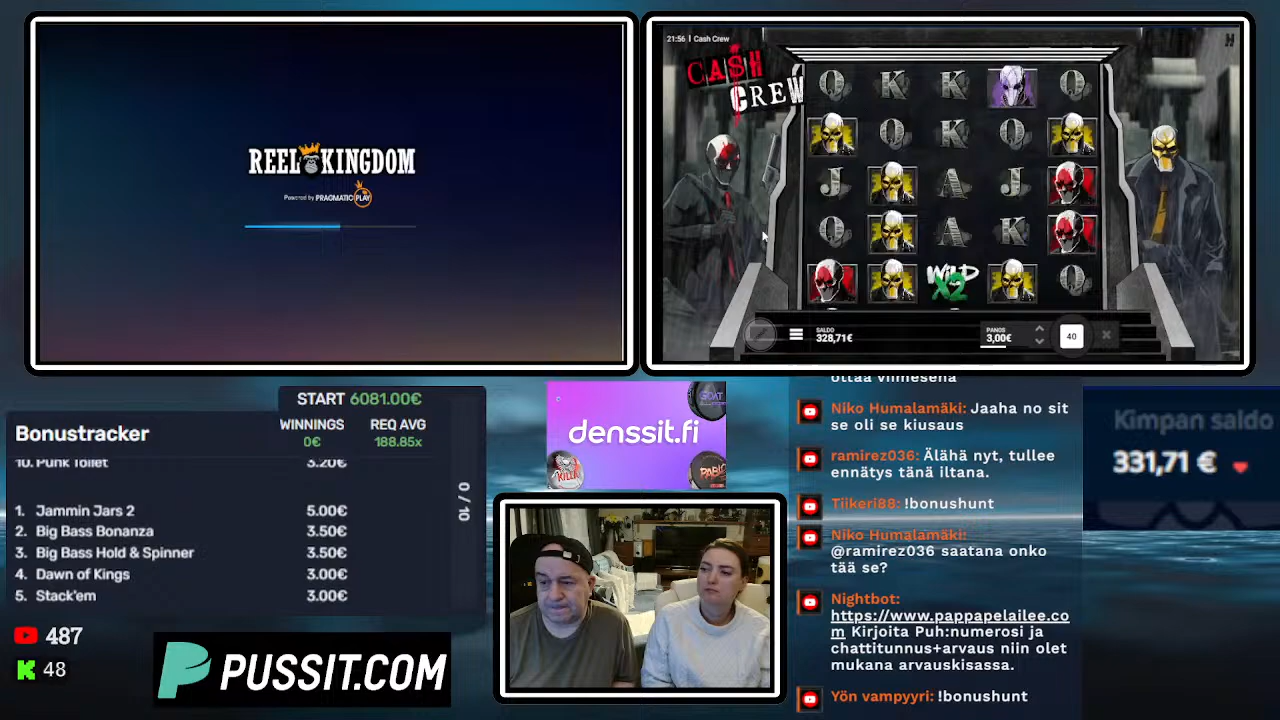 REEL KINGDOM
Powered by PRAGMATIC PLAY
21:56 | Cash Crew
CASH
CREW
Q K K Q
Q K Q
J A J
Q A K
WILD
X2
Q
SALDO
328,71€
PANOS
3,00€
40
START 6081.00€
WINNINGS
0€
REQ AVG
188.85x
Bonustracker
10. Punk Toilet 3.20€
1. Jammin Jars 2 5.00€
2. Big Bass Bonanza 3.50€
3. Big Bass Hold & Spinner 3.50€
4. Dawn of Kings 3.00€
5. Stack'em 3.00€
0 / 10
487
48
PUSSIT.COM
GOAT
denssit.fi
KILLA
PABLO
ottaa viimesenä
Niko Humalamäki: Jaaha no sit
se oli se kiusaus
ramirez036: Älähä nyt, tullee
ennätys tänä iltana.
Tiikeri88: !bonushunt
Niko Humalamäki:
@ramirez036 saatana onko
tää se?
Nightbot:
https://www.pappapelailee.co
m Kirjoita Puh:numerosi ja
chattitunnus+arvaus niin olet
mukana arvauskisassa.
Yön vampyyri: !bonushunt
Kimpan saldo
331,71 €